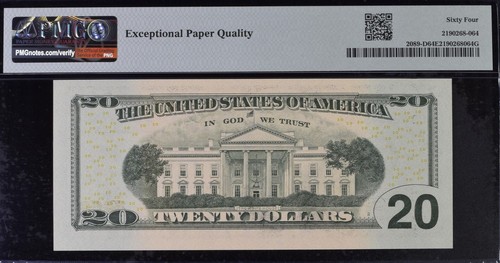 PMG
Exceptional Paper Quality
PMGnotes.com/verify
PNG
Sixty Four
2190268-064
2089-D64E2190268064G
20
20
THE UNITED STATES OF AMERICA
IN GOD WE TRUST
20
TWENTY DOLLARS
20